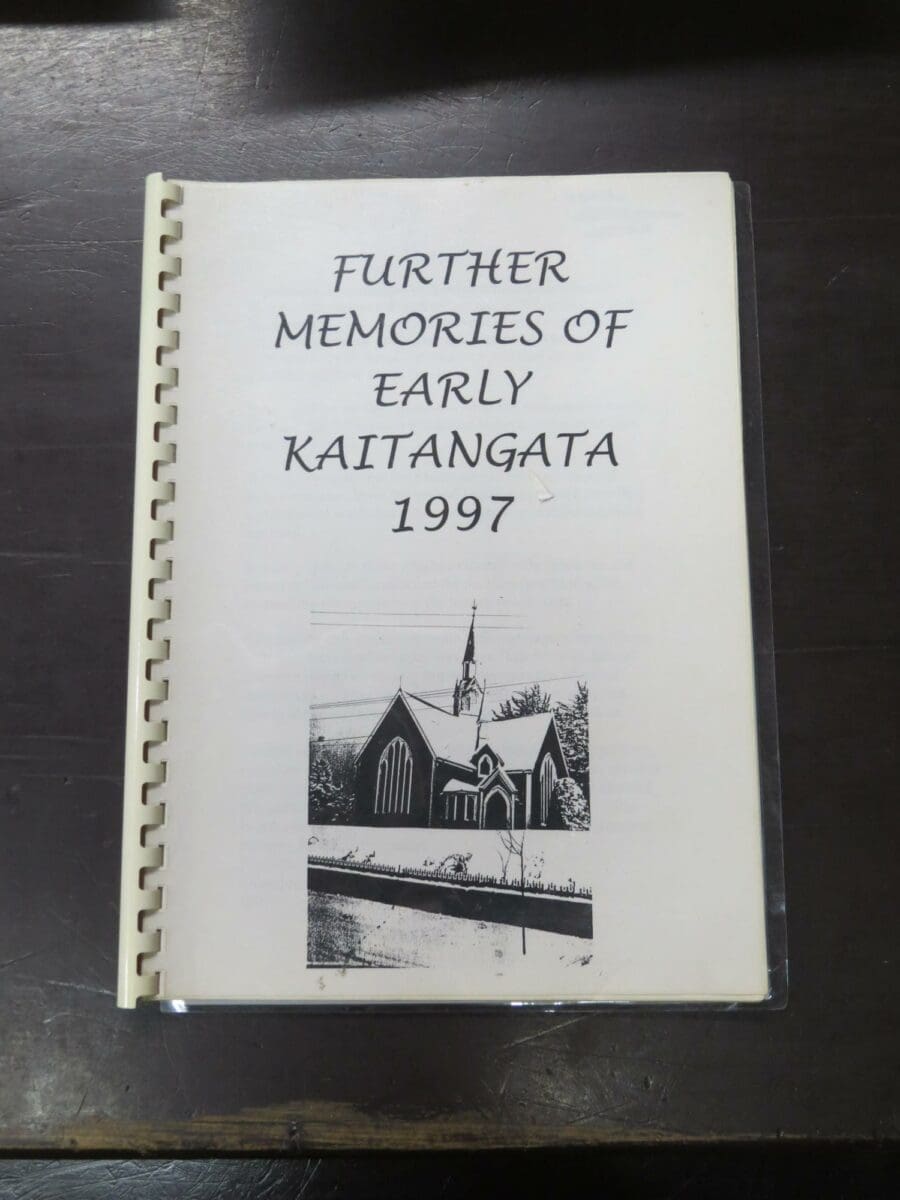 FURTHER
MEMORIES OF
EARLY
KAITANGATA
1997